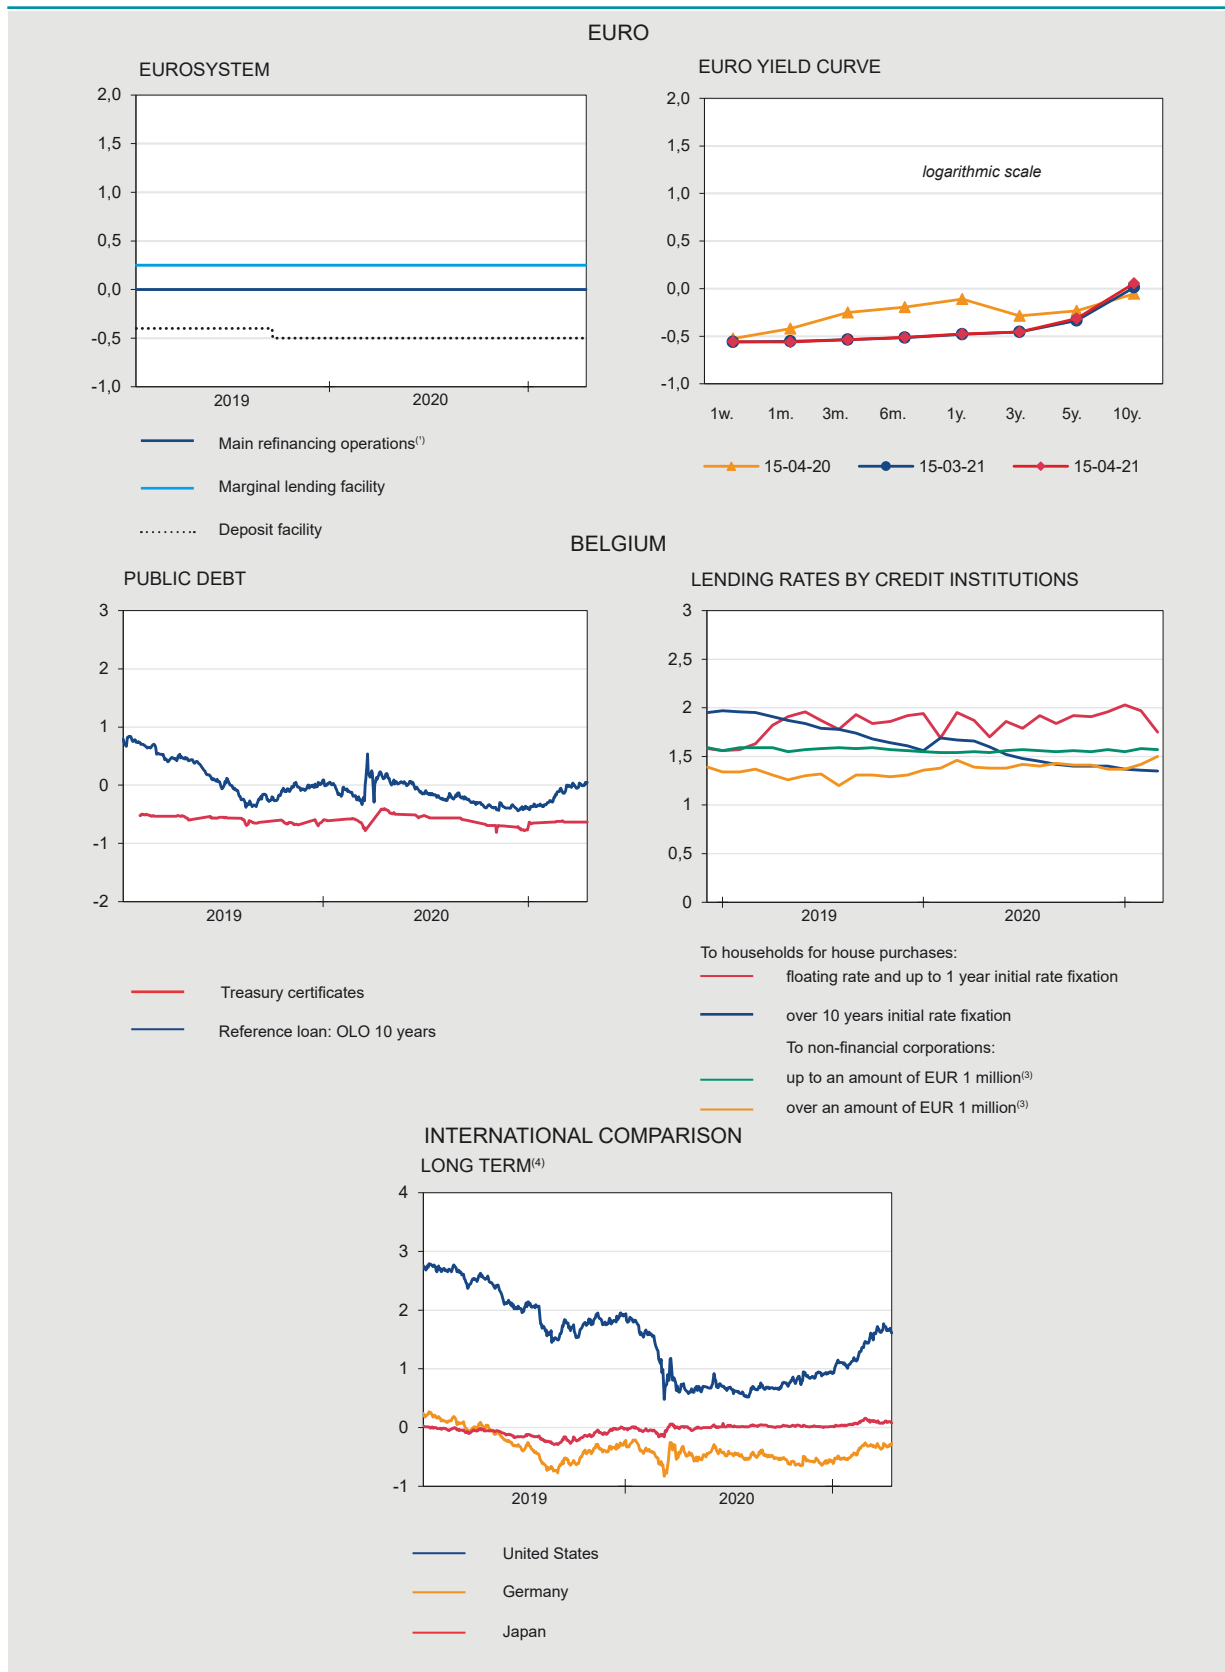 EURO
EUROSYSTEM
2,0
1,5
1,0
0,5
0,0
-0,5
-1,0
2019 2020
Main refinancing operations(¹)
Marginal lending facility
Deposit facility
EURO YIELD CURVE
2,0
1,5
1,0
0,5
0,0
-0,5
-1,0
logarithmic scale
1w. 1m. 3m. 6m. 1y. 3y. 5y. 10y.
15-04-20 15-03-21 15-04-21
BELGIUM
PUBLIC DEBT
3
2
1
0
-1
-2
2019 2020
Treasury certificates
Reference loan: OLO 10 years
LENDING RATES BY CREDIT INSTITUTIONS
3
2,5
2
1,5
1
0,5
0
2019 2020
To households for house purchases:
floating rate and up to 1 year initial rate fixation
over 10 years initial rate fixation
To non-financial corporations:
up to an amount of EUR 1 million(3)
over an amount of EUR 1 million(3)
INTERNATIONAL COMPARISON
LONG TERM(4)
4
3
2
1
0
-1
2019 2020
United States
Germany
Japan